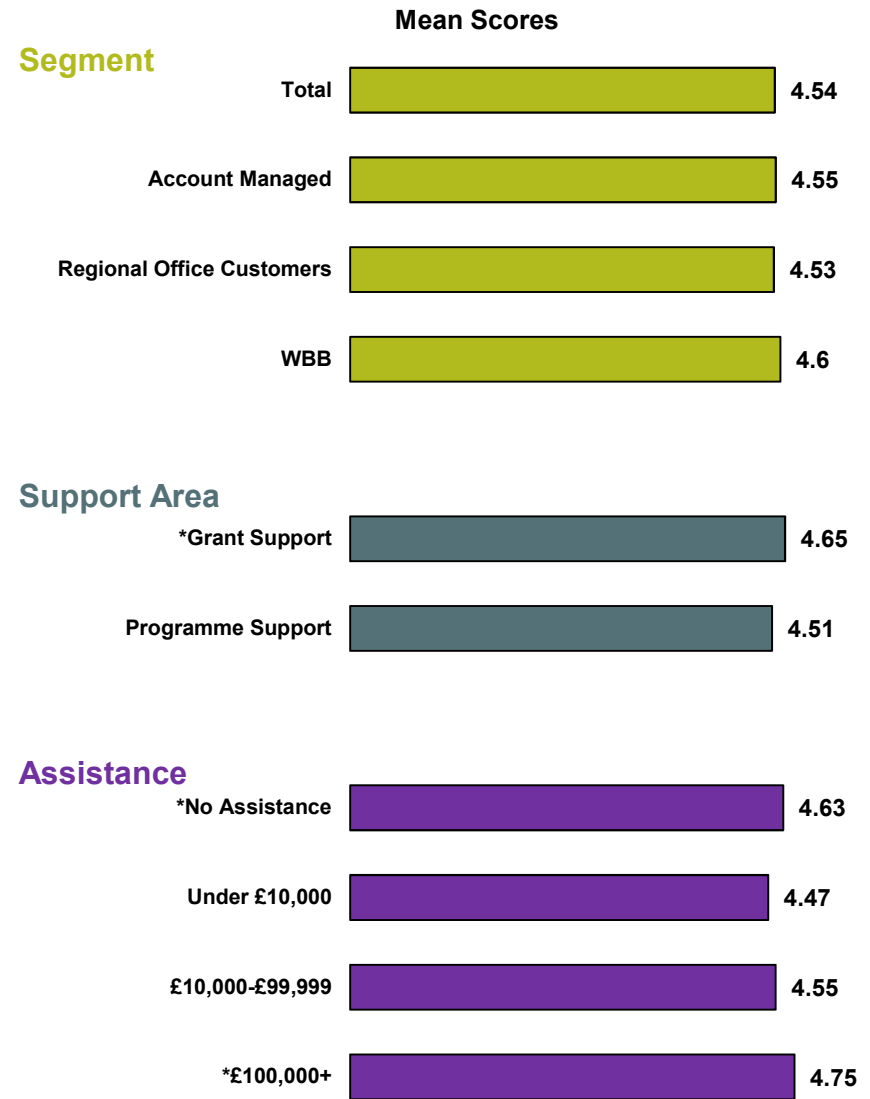 Mean Scores
Segment
Total 4.54
Account Managed 4.55
Regional Office Customers 4.53
WBB 4.6
Support Area
*Grant Support 4.65
Programme Support 4.51
Assistance
*No Assistance 4.63
Under £10,000 4.47
£10,000-£99,999 4.55
*£100,000+ 4.75